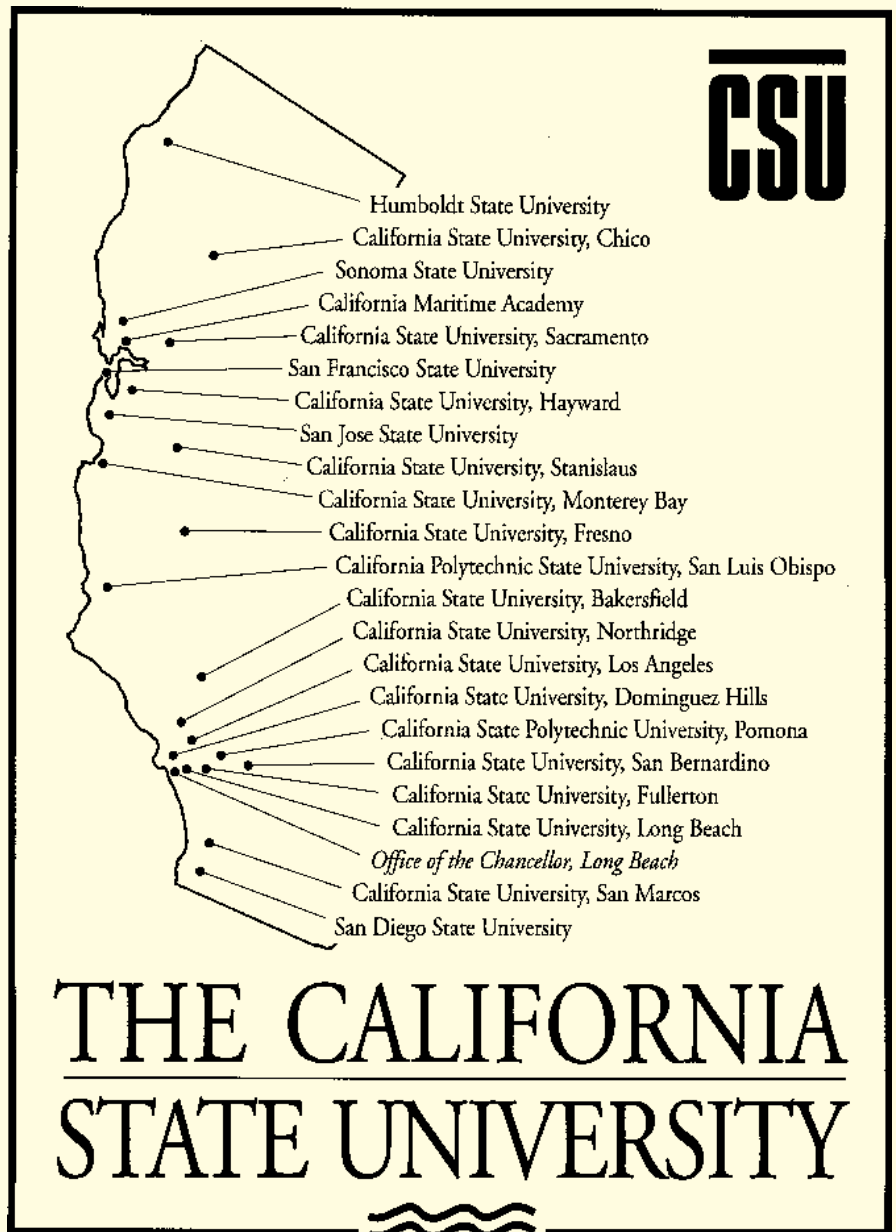 CSU
Humboldt State University
California State University, Chico
Sonoma State University
California Maritime Academy
California State University, Sacramento
San Francisco State University
California State University, Hayward
San Jose State University
California State University, Stanislaus
California State University, Monterey Bay
California State University, Fresno
California Polytechnic State University, San Luis Obispo
California State University, Bakersfield
California State University, Northridge
California State University, Los Angeles
California State University, Dominguez Hills
California State Polytechnic University, Pomona
California State University, San Bernardino
California State University, Fullerton
California State University, Long Beach
Office of the Chancellor, Long Beach
California State University, San Marcos
San Diego State University
THE CALIFORNIA
STATE UNIVERSITY